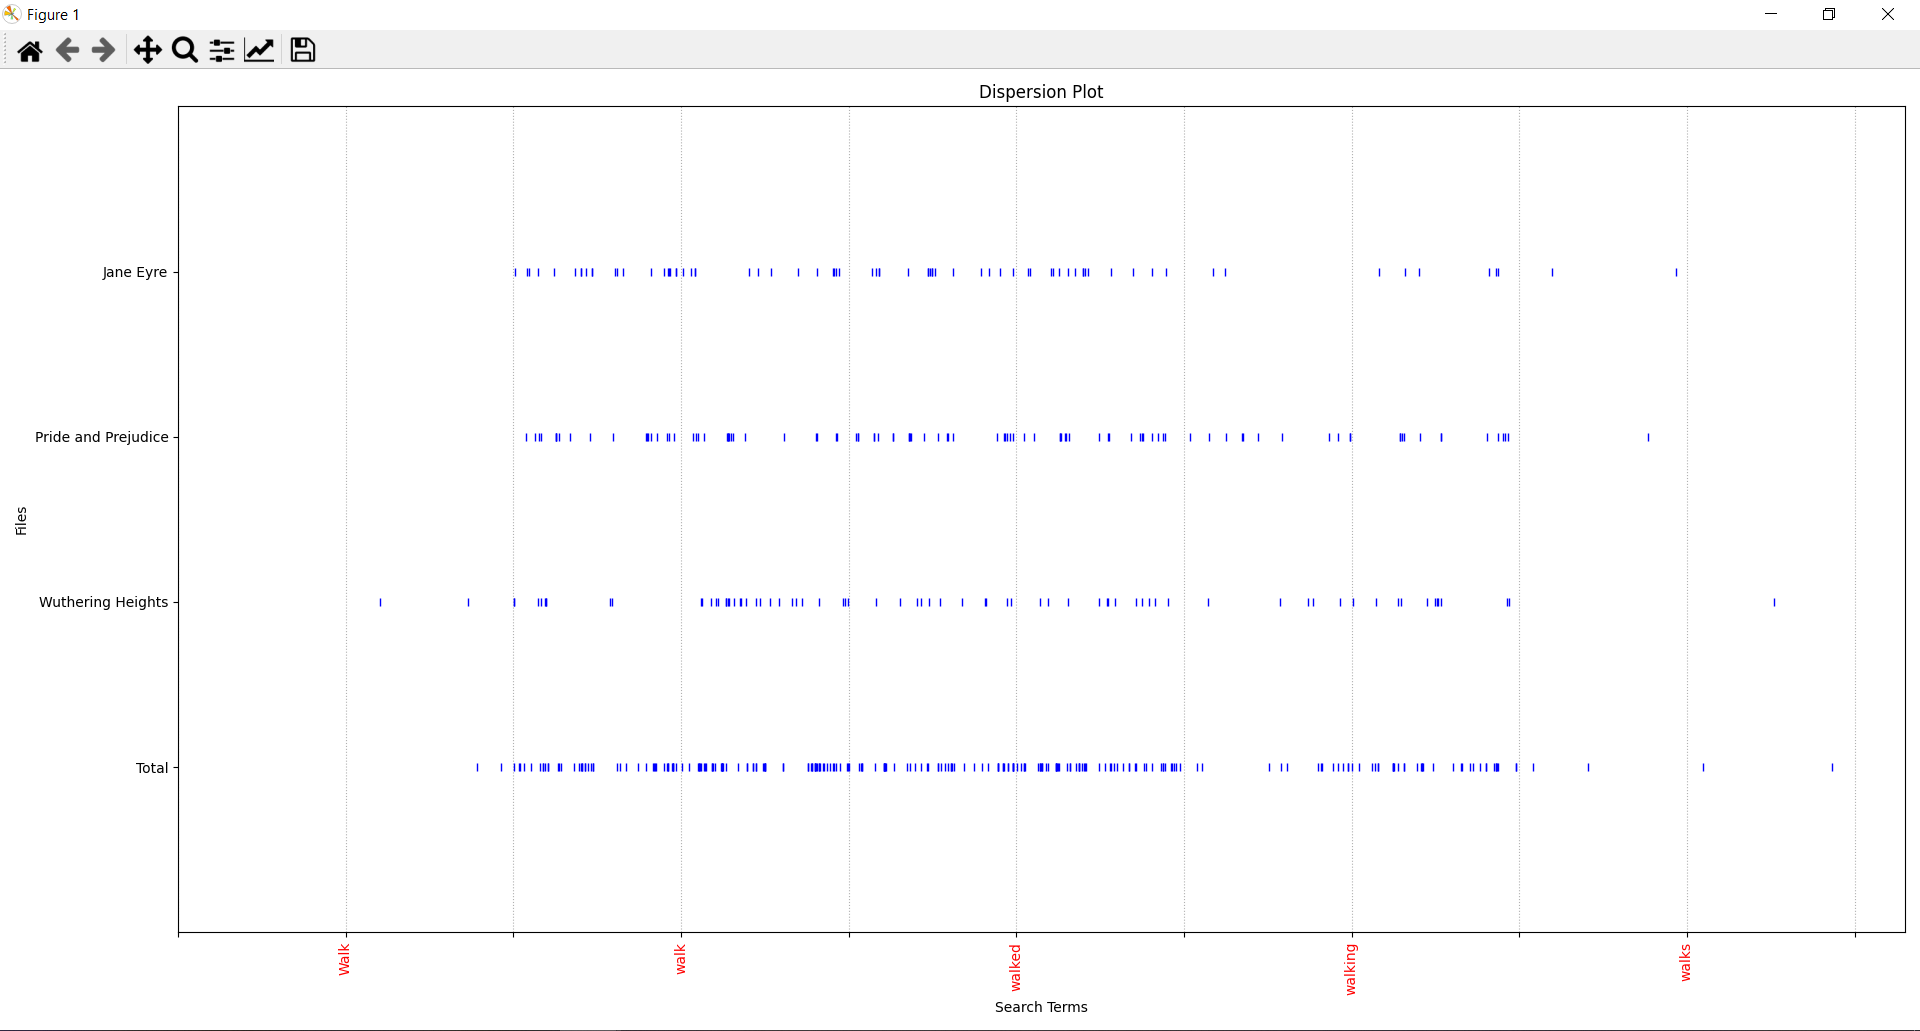 Figure 1
Dispersion Plot
Jane Eyre
Pride and Prejudice
Files
Wuthering Heights
Total
Walk
walk
walked
walking
walks
Search Terms